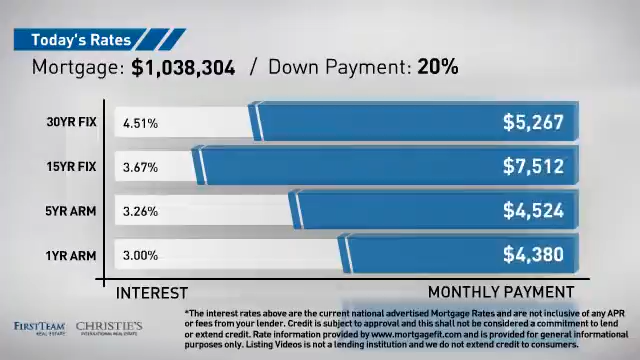 Today's Rates
Mortgage: $1,038,304 / Down Payment: 20%
30YR FIX 4.51% $5,267
15YR FIX 3.67% $7,512
5YR ARM 3.26% $4,524
1YR ARM 3.00% $4,380
INTEREST MONTHLY PAYMENT
*The interest rates above are the current national advertised Mortgage Rates and are not inclusive of any APR
or fees from your lender. Credit is subject to approval and this shall not be considered a commitment to lend
or extend credit. Rate information provided by www.mortgagefit.com and is provided for general informational
purposes only. Listing Videos is not a lending institution and we do not extend credit to consumers.
FIRSTTEAM CHRISTIE'S
REAL ESTATE INTERNATIONAL REAL ESTATE